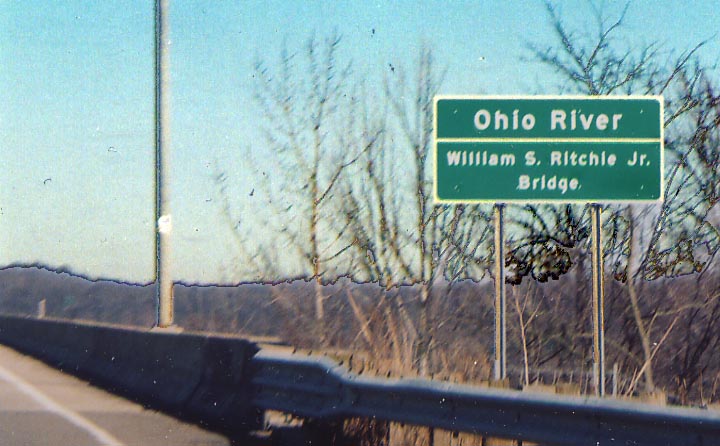 Ohio River
William S. Ritchie Jr.
Bridge